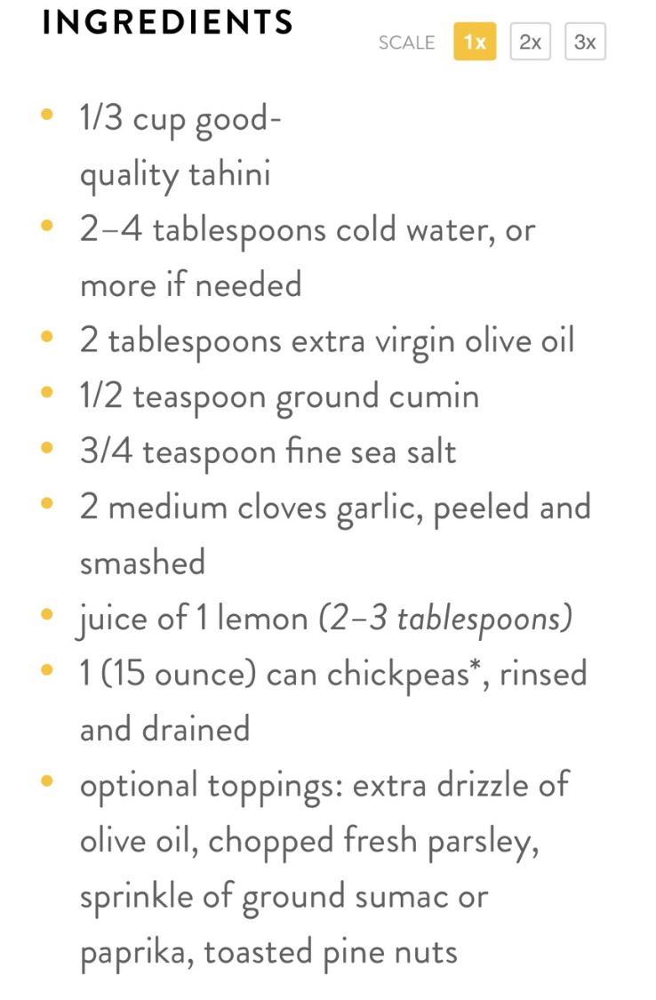 INGREDIENTS
SCALE 1x 2x 3x
1/3 cup good-
quality tahini
2–4 tablespoons cold water, or
more if needed
2 tablespoons extra virgin olive oil
1/2 teaspoon ground cumin
3/4 teaspoon fine sea salt
2 medium cloves garlic, peeled and
smashed
juice of 1 lemon (2–3 tablespoons)
1 (15 ounce) can chickpeas*, rinsed
and drained
optional toppings: extra drizzle of
olive oil, chopped fresh parsley,
sprinkle of ground sumac or
paprika, toasted pine nuts